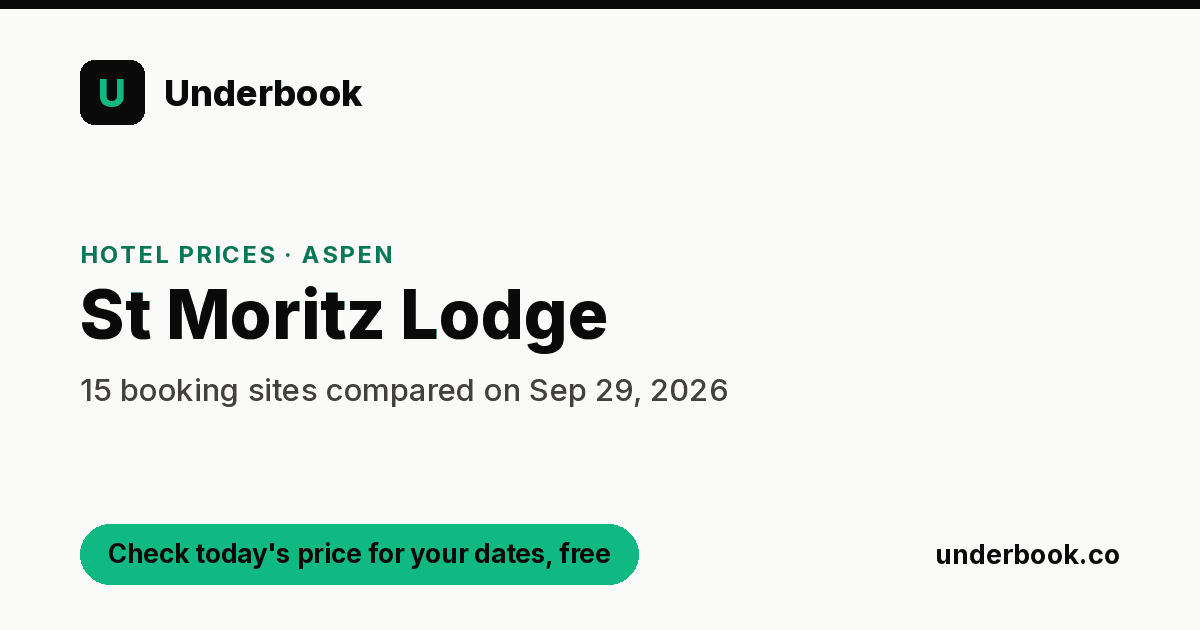 U Underbook
HOTEL PRICES · ASPEN
St Moritz Lodge
15 booking sites compared on Sep 29, 2026
Check today's price for your dates, free
underbook.co